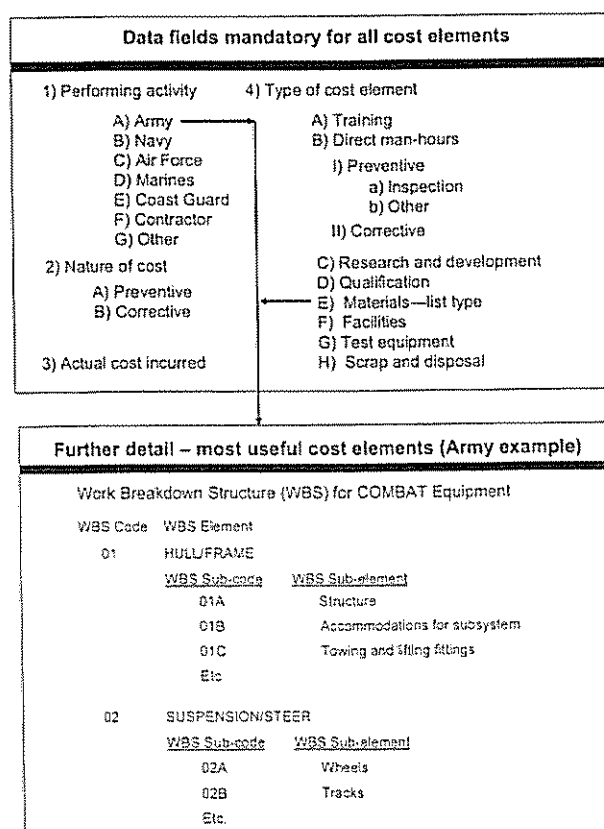 Data fields mandatory for all cost elements
1) Performing activity
A) Army
B) Navy
C) Air Force
D) Marines
E) Coast Guard
F) Contractor
G) Other
2) Nature of cost
A) Preventive
B) Corrective
3) Actual cost incurred
4) Type of cost element
A) Training
B) Direct man-hours
I) Preventive
a) Inspection
b) Other
II) Corrective
C) Research and development
D) Qualification
E) Materials—list type
F) Facilities
G) Test equipment
H) Scrap and disposal
Further detail – most useful cost elements (Army example)
Work Breakdown Structure (WBS) for COMBAT Equipment
WBS Code WBS Element
01 HULL/FRAME
WBS Sub-code WBS Sub-element
01A Structure
01B Accommodations for subsystem
01C Towing and lifting fittings
Etc
02 SUSPENSION/STEER
WBS Sub-code WBS Sub-element
02A Wheels
02B Tracks
Etc.